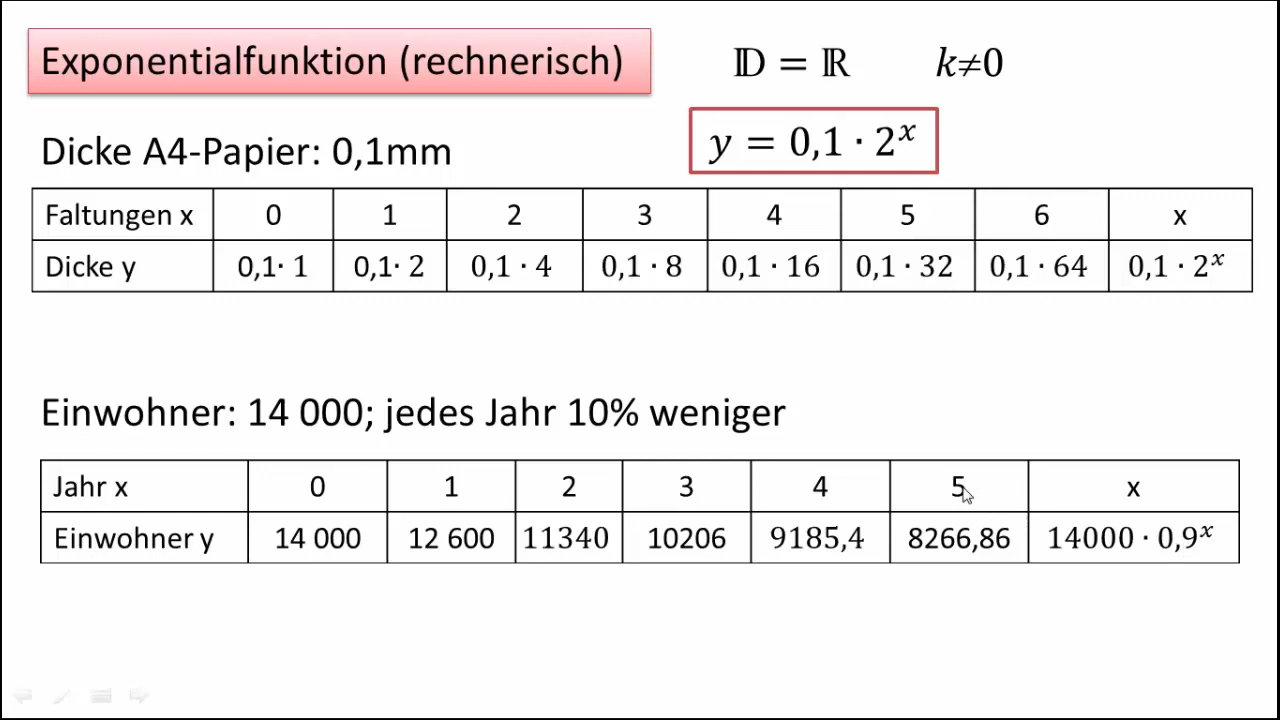 Exponentialfunktion (rechnerisch) 𝔻 = ℝ k≠0
Dicke A4-Papier: 0,1mm y = 0,1 · 2ˣ
Faltungen x 0 1 2 3 4 5 6 x
Dicke y 0,1· 1 0,1· 2 0,1 · 4 0,1 · 8 0,1 · 16 0,1 · 32 0,1 · 64 0,1 · 2ˣ
Einwohner: 14 000; jedes Jahr 10% weniger
Jahr x 0 1 2 3 4 5 x
Einwohner y 14 000 12 600 11340 10206 9185,4 8266,86 14000 · 0,9ˣ